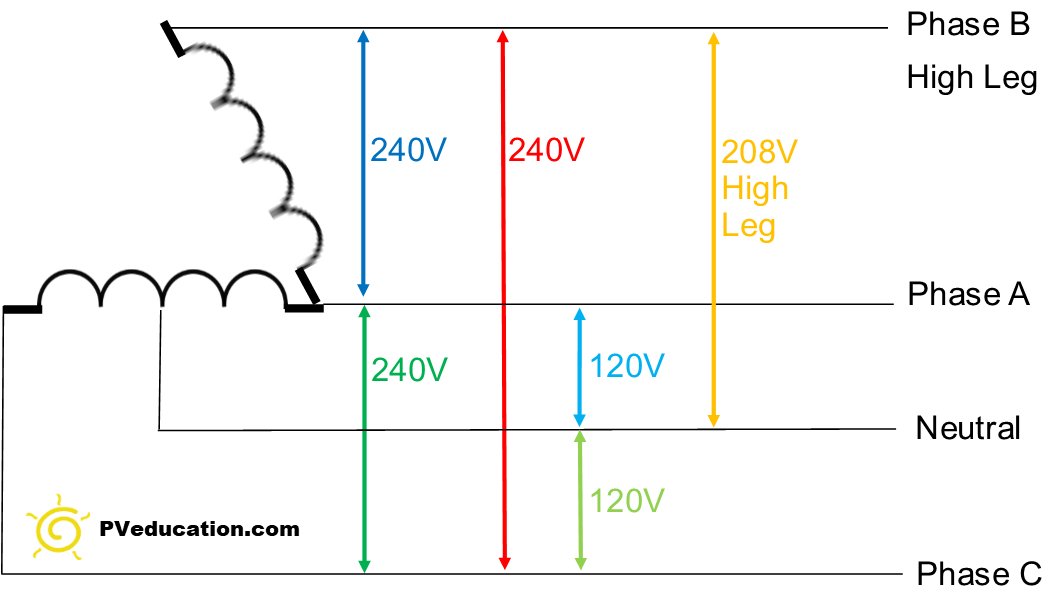 Phase B
High Leg
240V
240V
208V
High
Leg
Phase A
240V
120V
Neutral
120V
PVeducation.com
Phase C